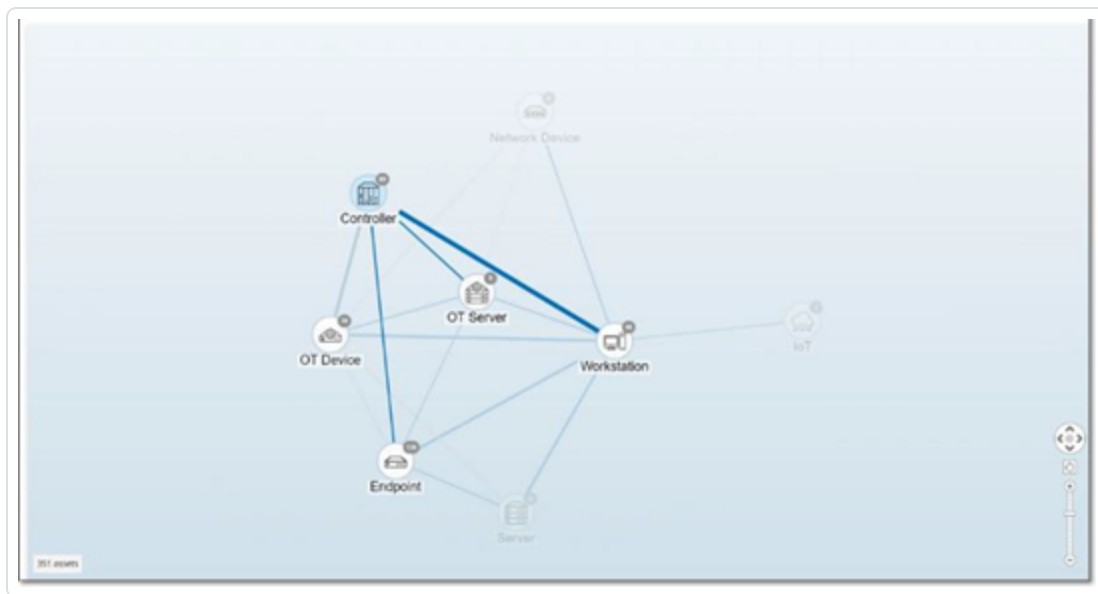 Network Device
Controller
OT Server
IoT
OT Device
Workstation
Endpoint
Server
351 assets